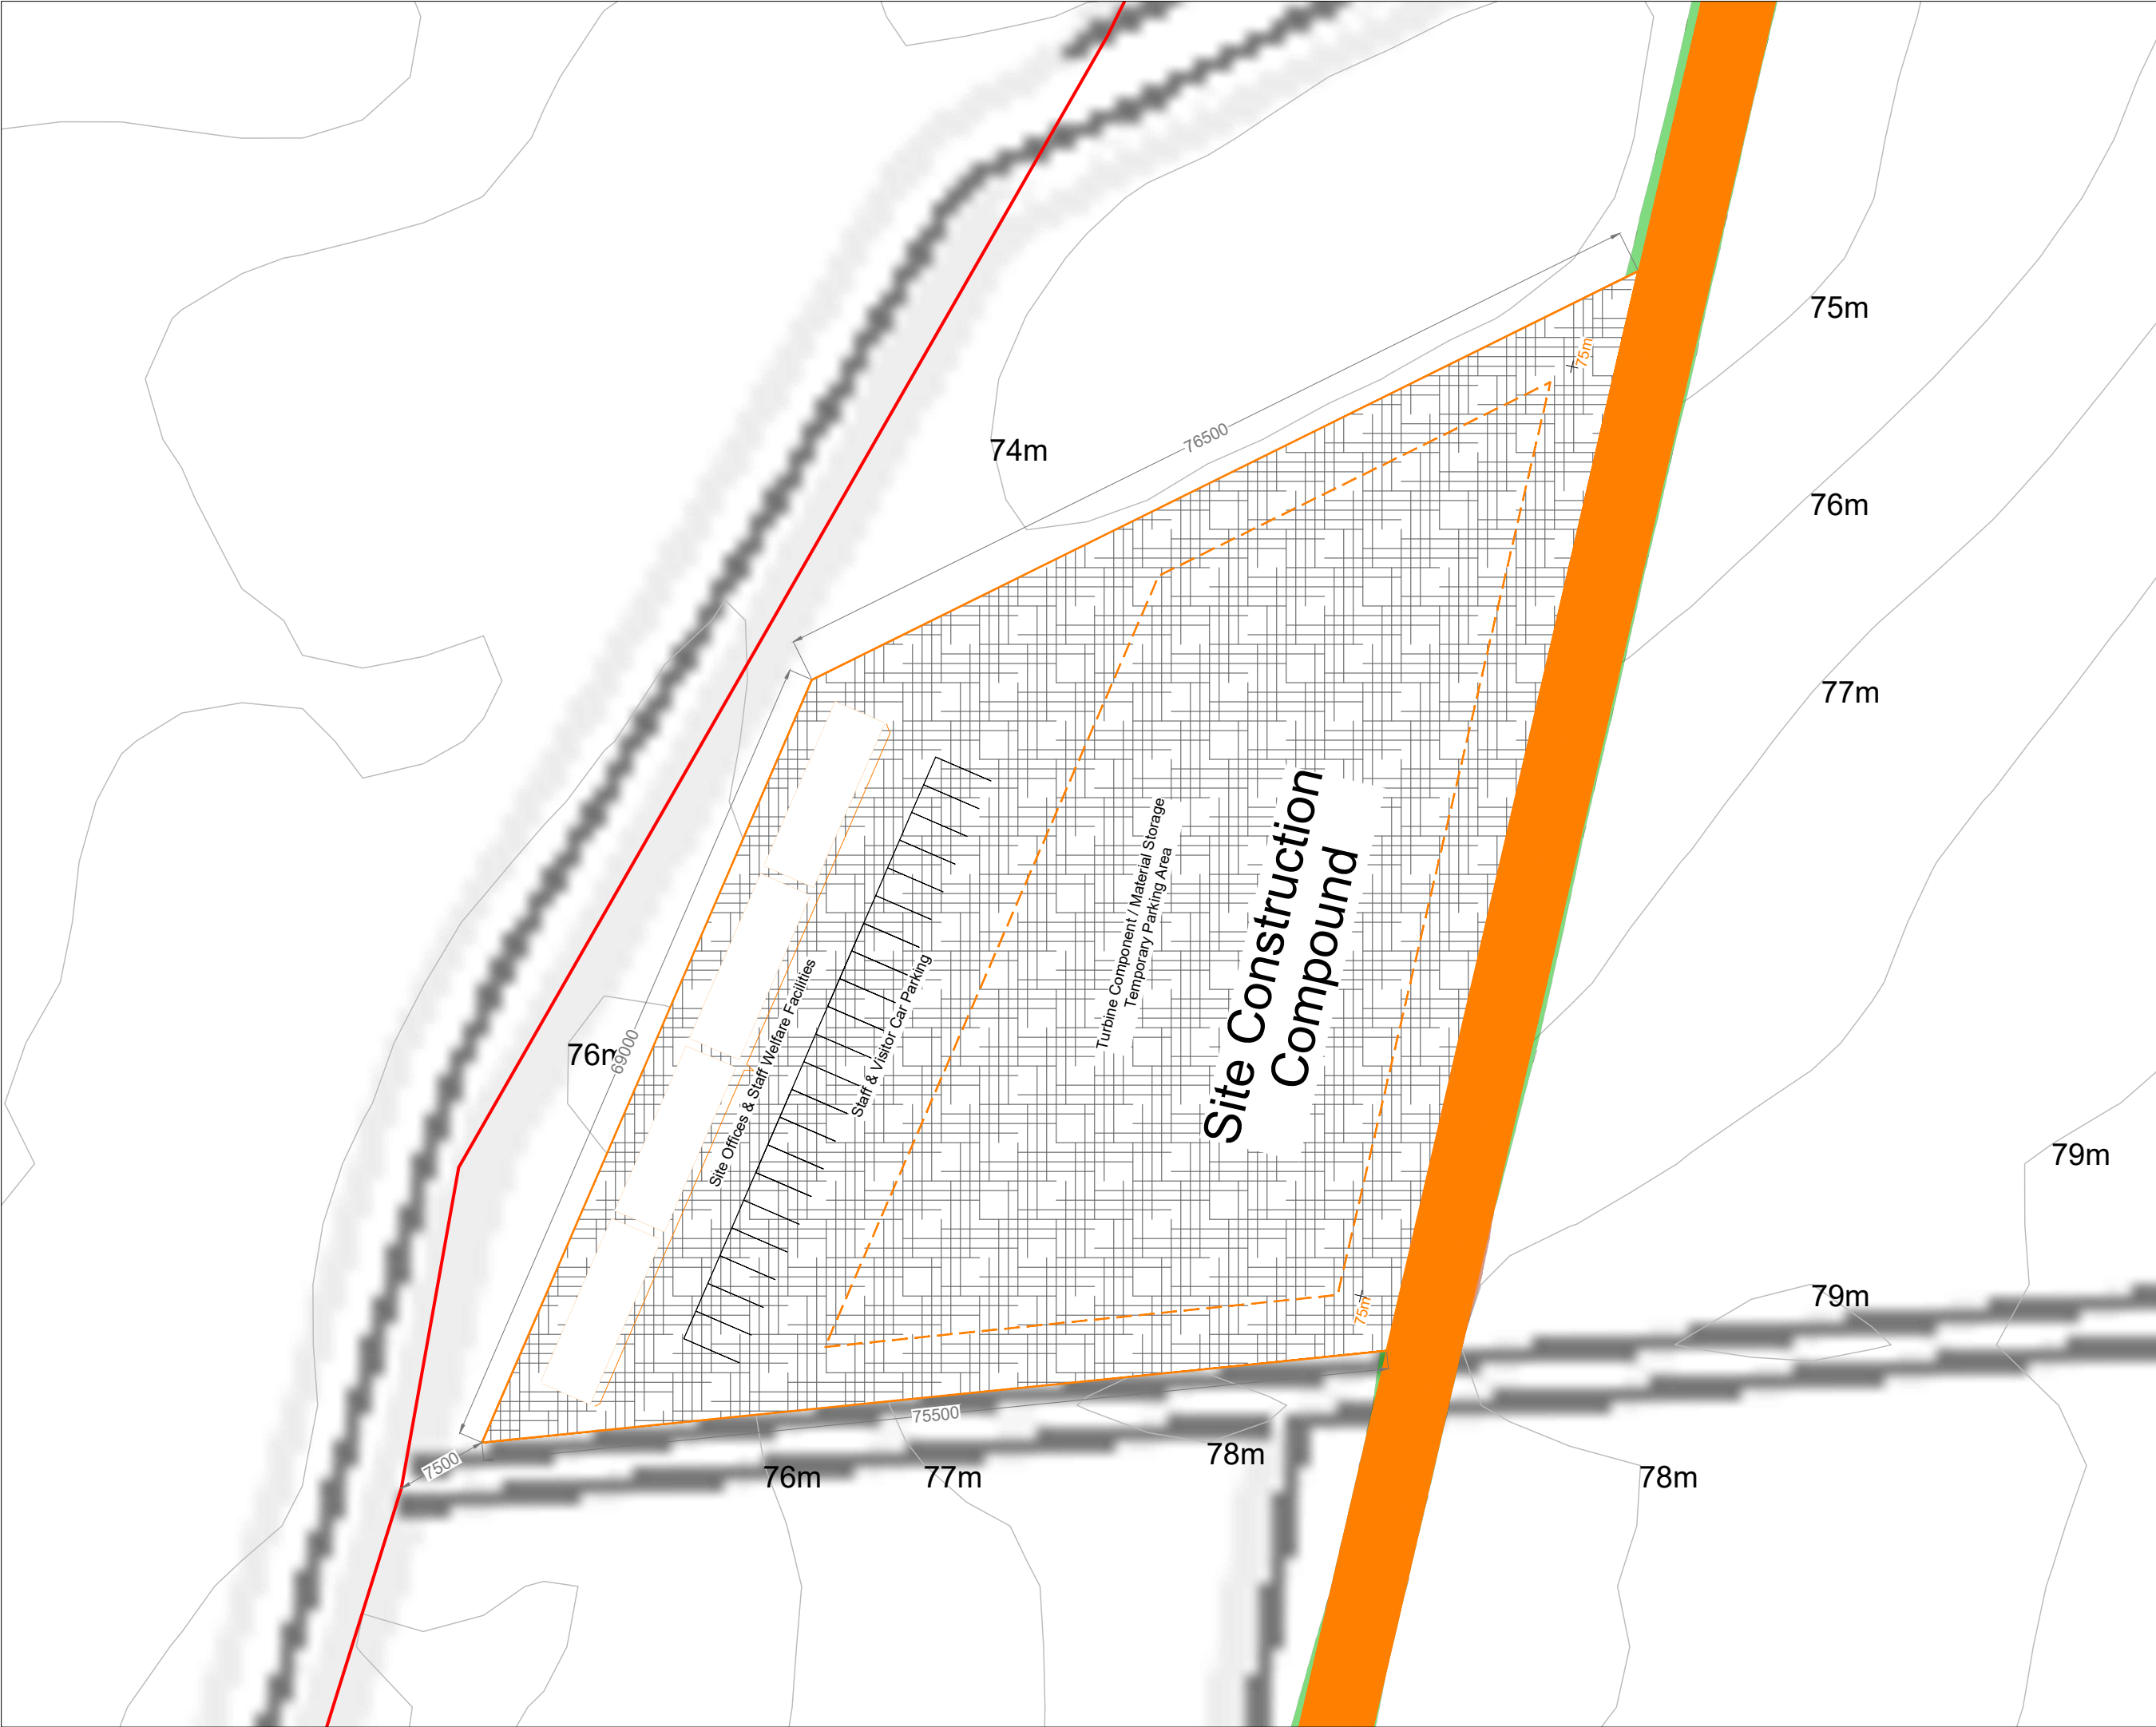 75m
75m
76500
74m
76m
77m
Turbine Component / Material Storage
Temporary Parking Area
Site Construction
Compound
Site Offices & Staff Welfare Facilities
Staff & Visitor Car Parking
76m
69000
79m
79m
75m
75500
7500
78m
76m
77m
78m